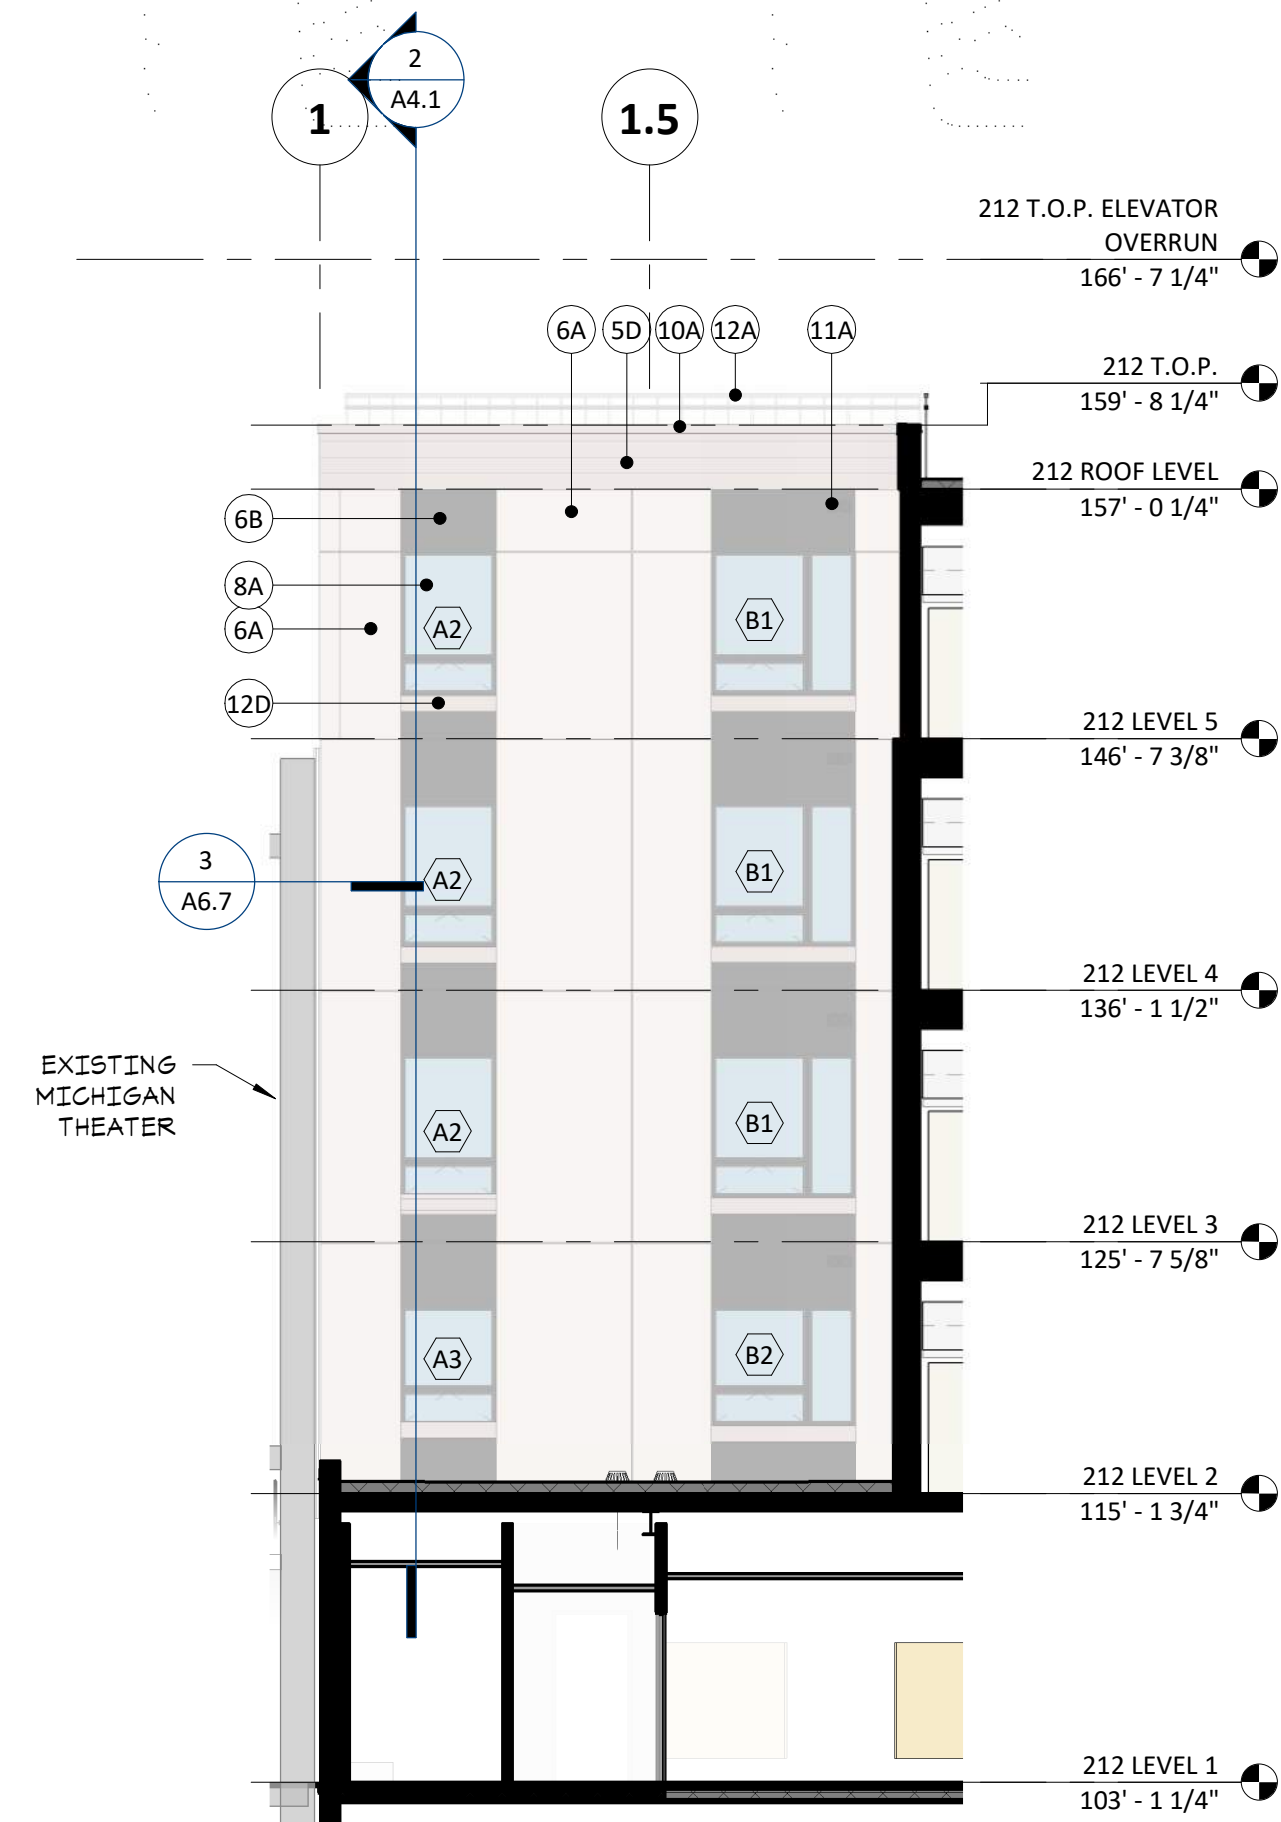 2
A4.1
1
1.5
212 T.O.P. ELEVATOR
OVERRUN
166' - 7 1/4"
6A
5D
10A
12A
11A
212 T.O.P.
159' - 8 1/4"
212 ROOF LEVEL
157' - 0 1/4"
6B
8A
6A
A2
B1
12D
212 LEVEL 5
146' - 7 3/8"
3
A6.7
A2
B1
212 LEVEL 4
136' - 1 1/2"
EXISTING
MICHIGAN
THEATER
A2
B1
212 LEVEL 3
125' - 7 5/8"
A3
B2
212 LEVEL 2
115' - 1 3/4"
212 LEVEL 1
103' - 1 1/4"